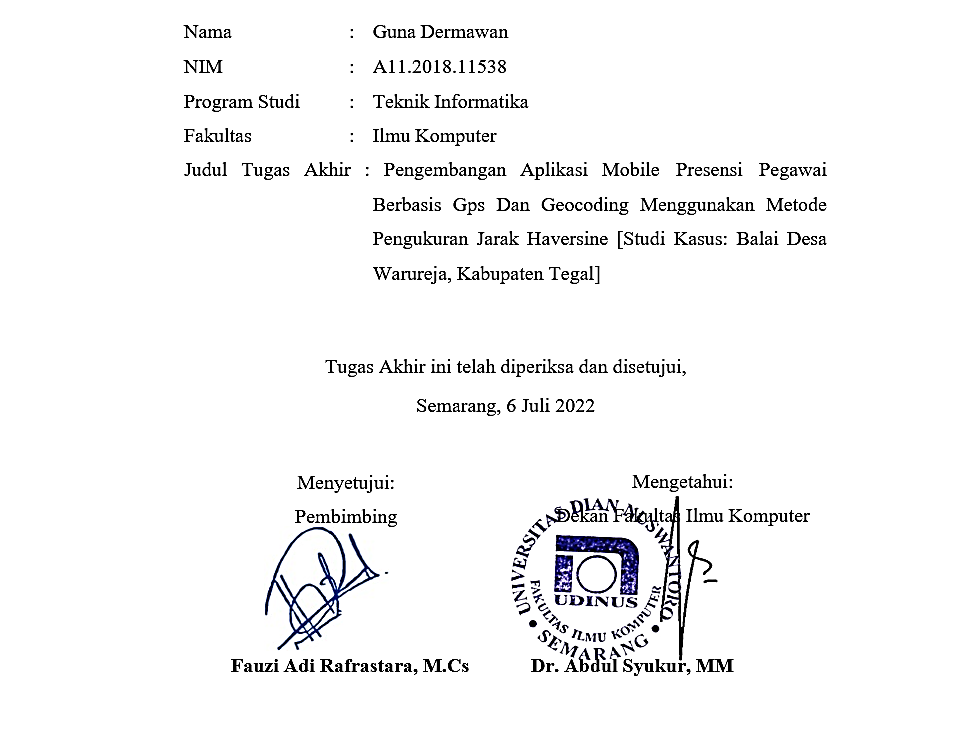 Nama : Guna Dermawan
NIM : A11.2018.11538
Program Studi : Teknik Informatika
Fakultas : Ilmu Komputer
Judul Tugas Akhir : Pengembangan Aplikasi Mobile Presensi Pegawai
Berbasis Gps Dan Geocoding Menggunakan Metode
Pengukuran Jarak Haversine [Studi Kasus: Balai Desa
Warureja, Kabupaten Tegal]
Tugas Akhir ini telah diperiksa dan disetujui,
Semarang, 6 Juli 2022
Menyetujui:
Pembimbing
Fauzi Adi Rafrastara, M.Cs
Mengetahui:
Dekan Fakultas Ilmu Komputer
UNIVERSITAS DIAN NUSWANTORO
UDINUS
FAKULTAS ILMU KOMPUTER
SEMARANG
Dr. Abdul Syukur, MM